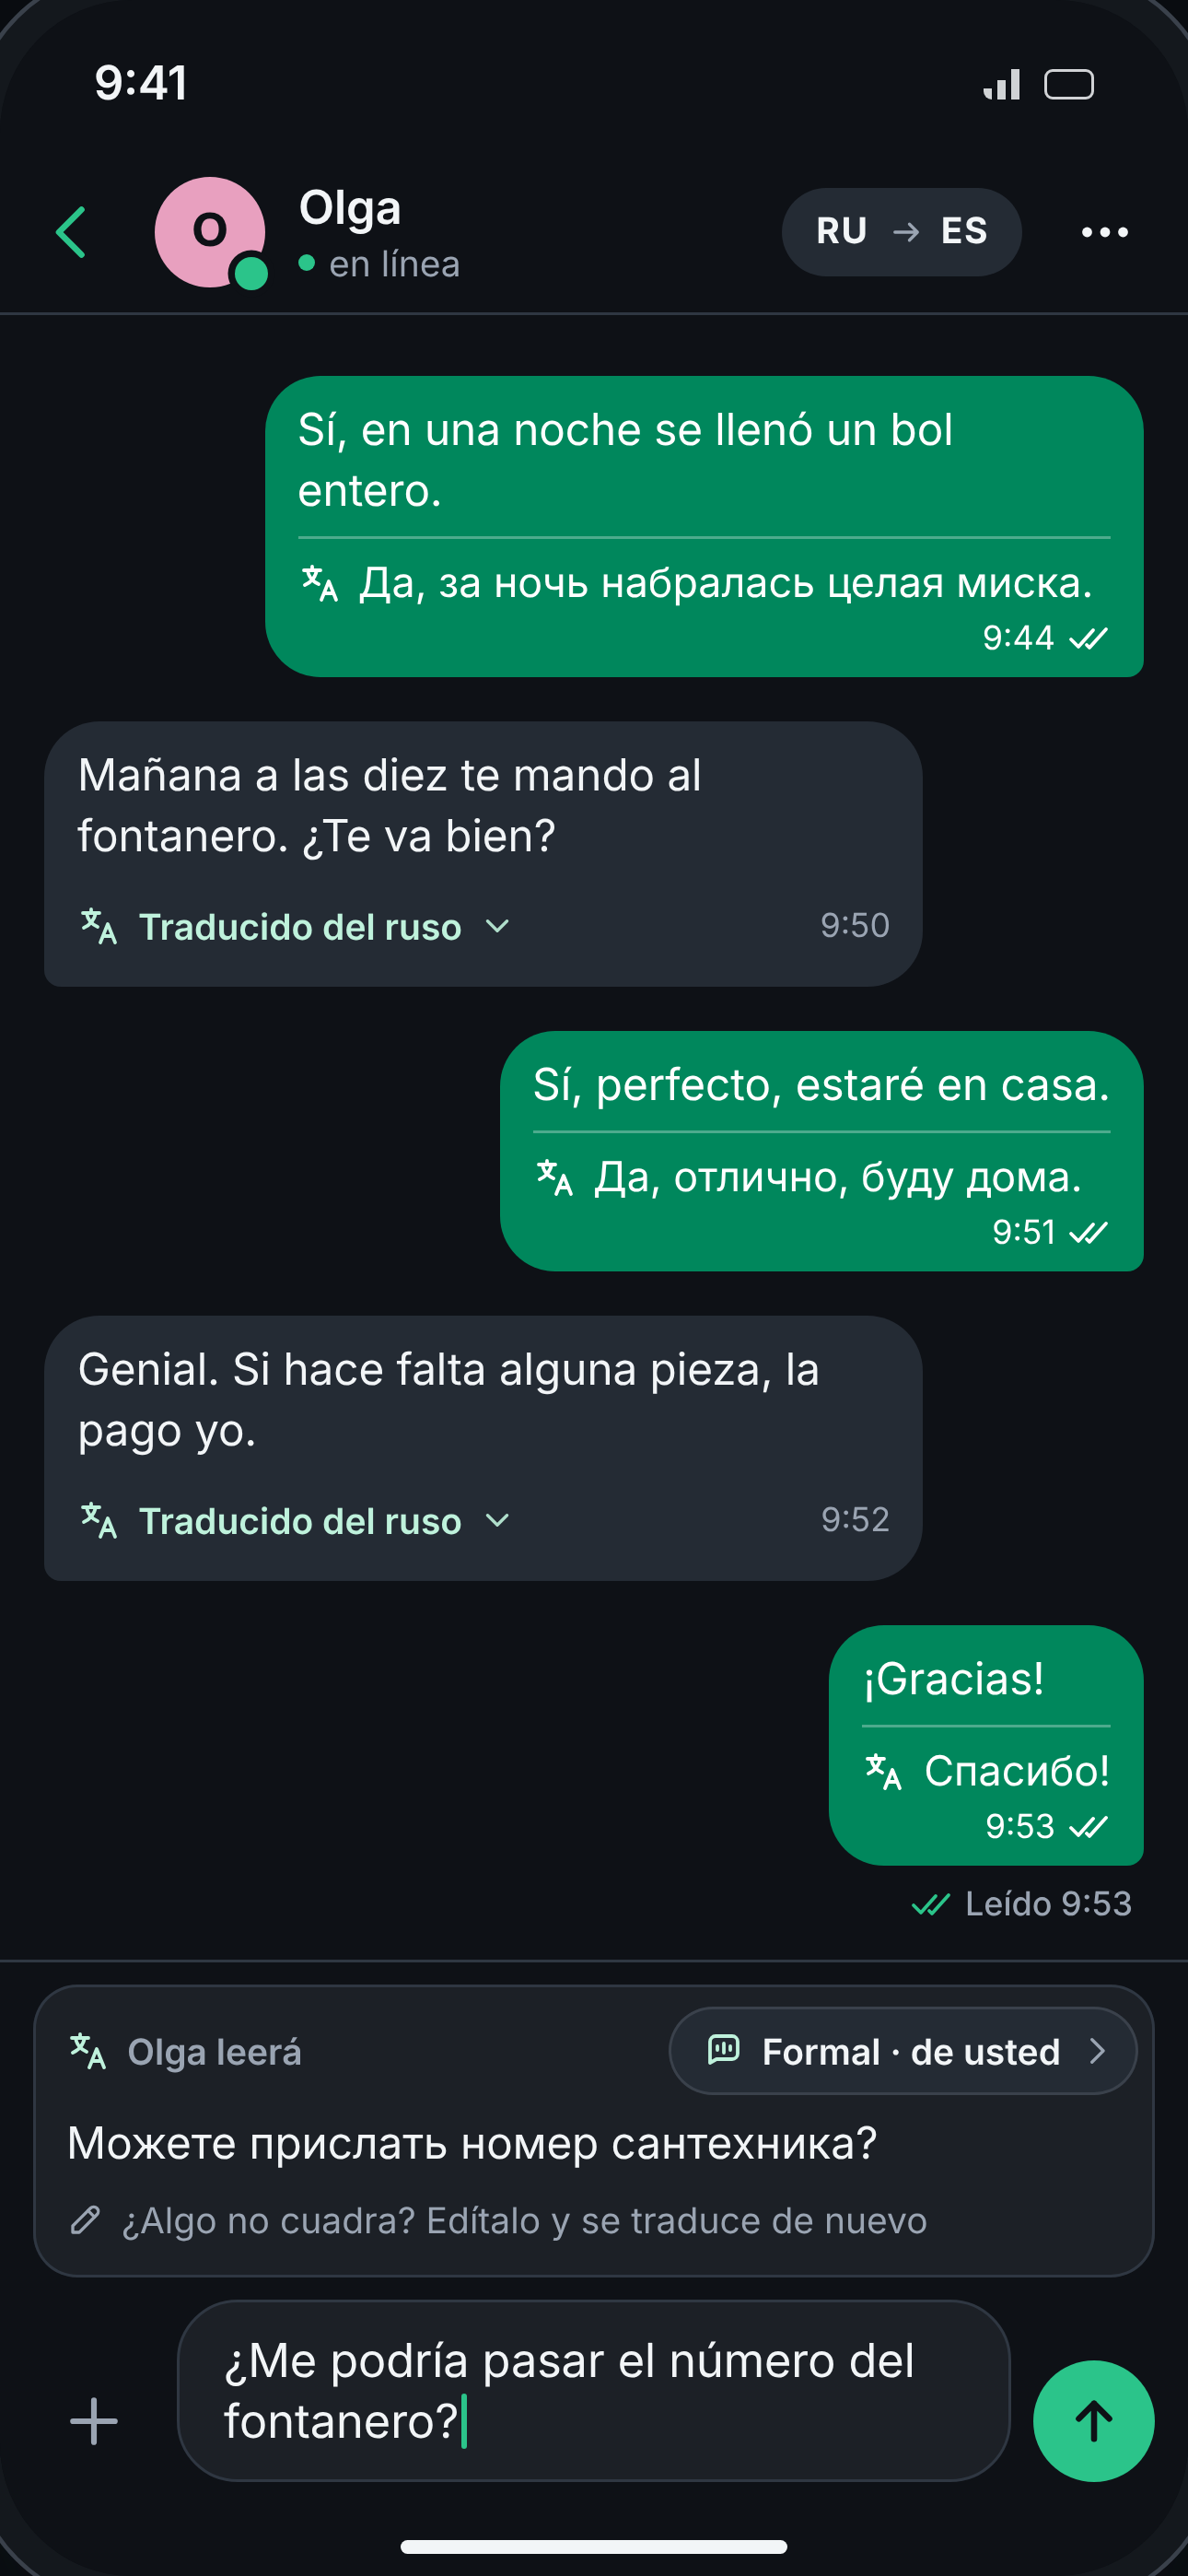 9:41
O
Olga
en línea
RU → ES
Sí, en una noche se llenó un bol
entero.
Да, за ночь набралась целая миска.
9:44
Mañana a las diez te mando al
fontanero. ¿Te va bien?
Traducido del ruso
9:50
Sí, perfecto, estaré en casa.
Да, отлично, буду дома.
9:51
Genial. Si hace falta alguna pieza, la
pago yo.
Traducido del ruso
9:52
¡Gracias!
Спасибо!
9:53
Leído 9:53
Olga leerá
Formal · de usted
Можете прислать номер сантехника?
¿Algo no cuadra? Edítalo y se traduce de nuevo
¿Me podría pasar el número del
fontanero?